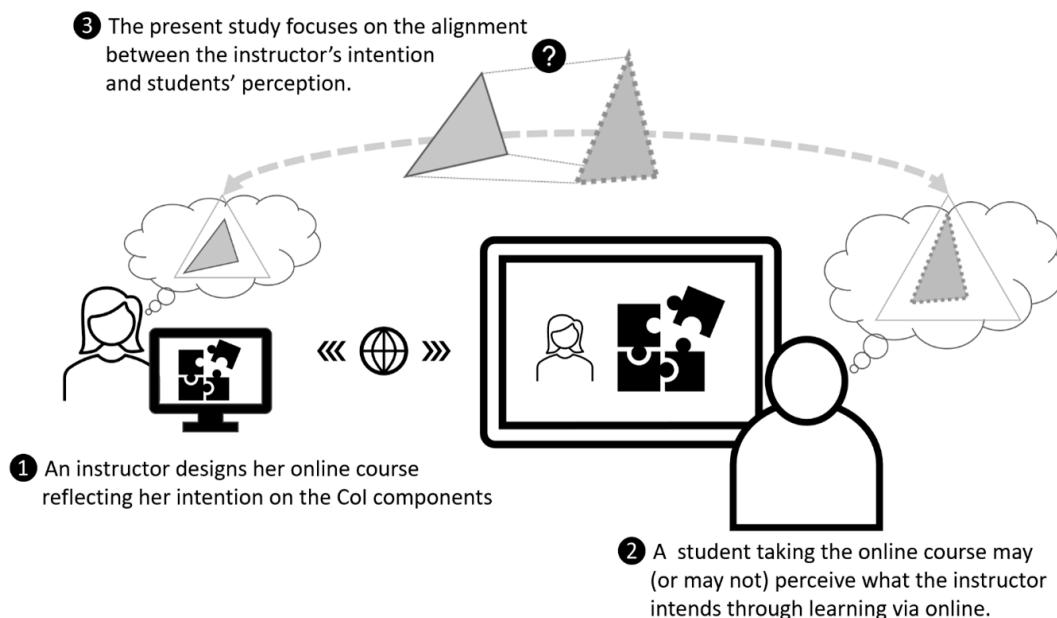 3 The present study focuses on the alignment
between the instructor's intention
and students' perception.
?
1 An instructor designs her online course
reflecting her intention on the CoI components
2 A student taking the online course may
(or may not) perceive what the instructor
intends through learning via online.